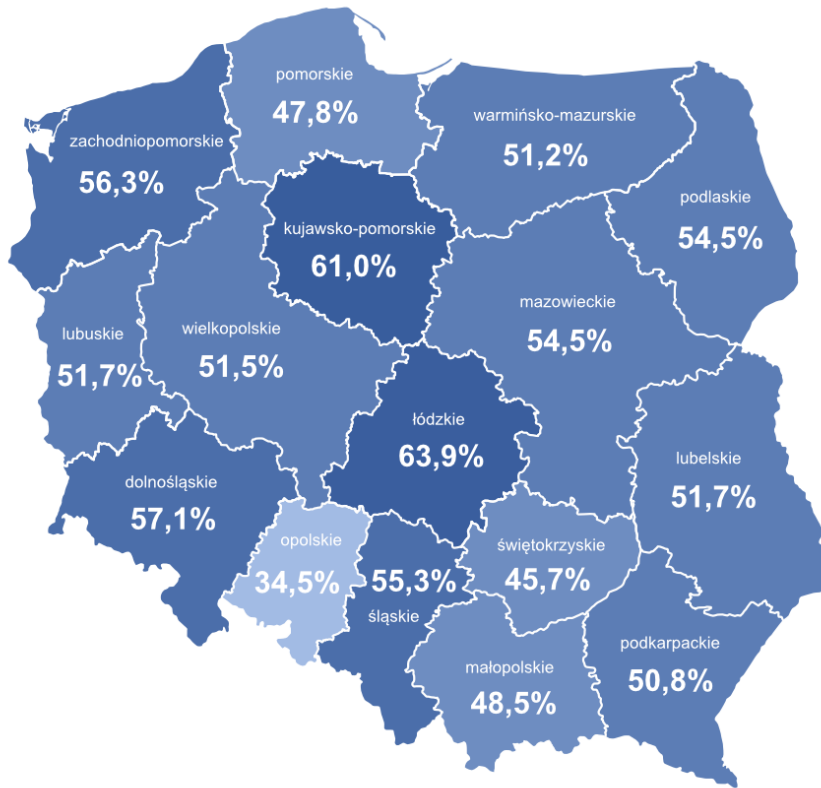 pomorskie
47,8%
warmińsko-mazurskie
51,2%
zachodniopomorskie
56,3%
podlaskie
54,5%
kujawsko-pomorskie
61,0%
mazowieckie
54,5%
lubuskie
51,7%
wielkopolskie
51,5%
łódzkie
63,9%
lubelskie
51,7%
dolnośląskie
57,1%
opolskie
34,5%
55,3%
śląskie
świętokrzyskie
45,7%
podkarpackie
50,8%
małopolskie
48,5%